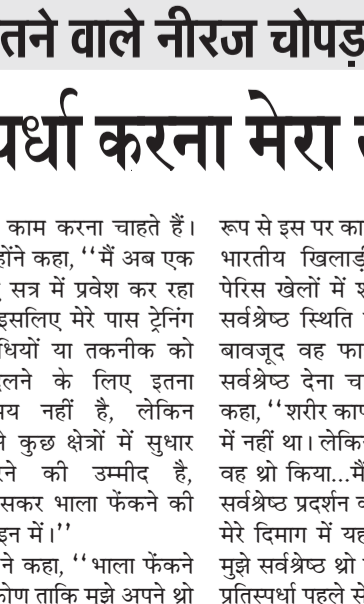 तने वाले नीरज चोपड़
र्धा करना मेरा
काम करना चाहते हैं।
होंने कहा, ‘‘मैं अब एक
सत्र में प्रवेश कर रहा
इसलिए मेरे पास ट्रेनिंग
धियों या तकनीक को
लने के लिए इतना
मय नहीं है, लेकिन
कुछ क्षेत्रों में सुधार
रने की उम्मीद है,
सकर भाला फेंकने की
इन में।’’
ने कहा, ‘‘भाला फेंकने
कोण ताकि मुझे अपने थ्रो
रूप से इस पर का
भारतीय खिलाड़
पेरिस खेलों में
सर्वश्रेष्ठ स्थिति
बावजूद वह फा
सर्वश्रेष्ठ देना च
कहा, ‘‘शरीर काफ
में नहीं था। लेकि
वह थ्रो किया...मैं
सर्वश्रेष्ठ प्रदर्शन
मेरे दिमाग में यह
मुझे सर्वश्रेष्ठ थ्रो
प्रतिस्पर्धा पहले से